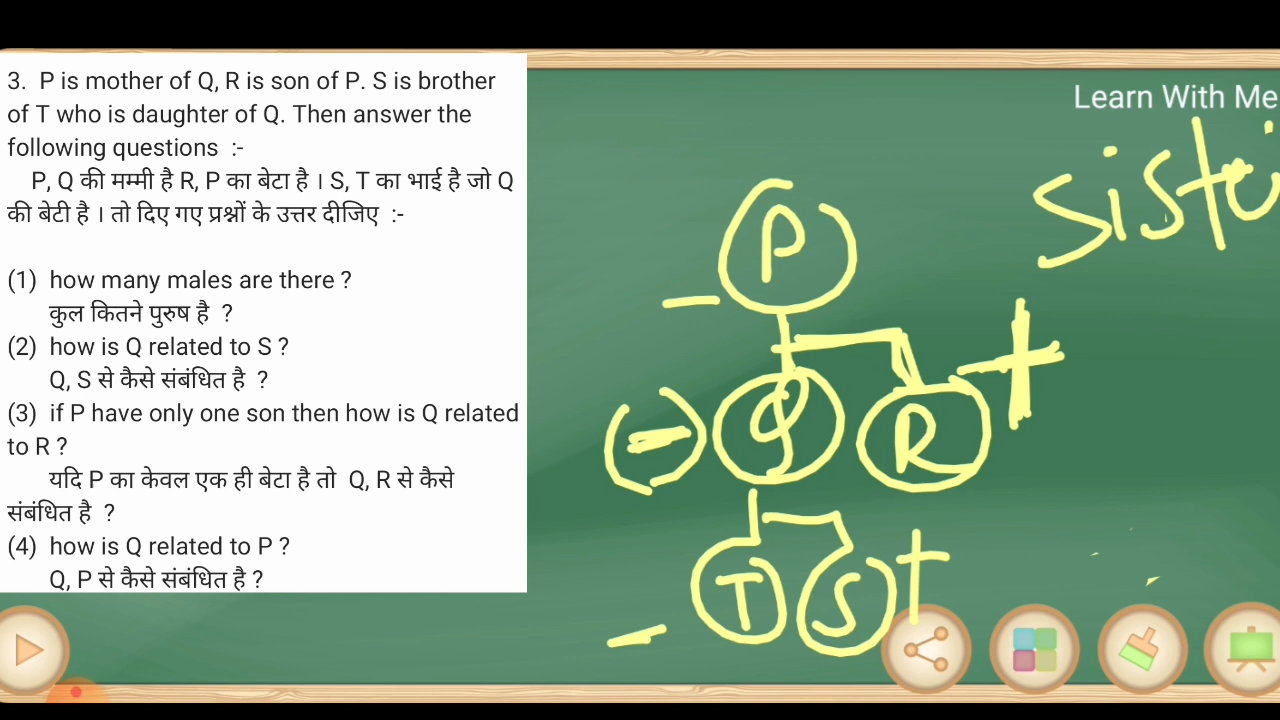 3. P is mother of Q, R is son of P. S is brother
of T who is daughter of Q. Then answer the
following questions :-
P, Q की मम्मी है R, P का बेटा है । S, T का भाई है जो Q
की बेटी है । तो दिए गए प्रश्नों के उत्तर दीजिए :-
(1) how many males are there ?
कुल कितने पुरुष है ?
(2) how is Q related to S ?
Q, S से कैसे संबंधित है ?
(3) if P have only one son then how is Q related
to R ?
यदि P का केवल एक ही बेटा है तो Q, R से कैसे
संबंधित है ?
(4) how is Q related to P ?
Q, P से कैसे संबंधित है ?
Learn With Me
P
- Q R +
- T S +